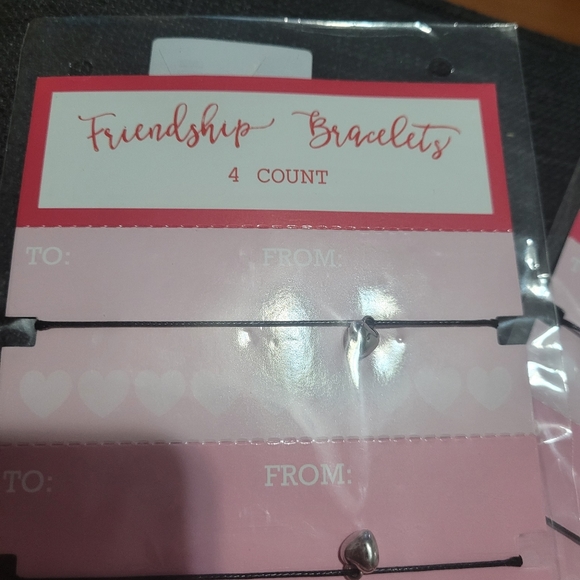 Friendship Bracelets
4 COUNT
TO: FROM:
TO: FROM: